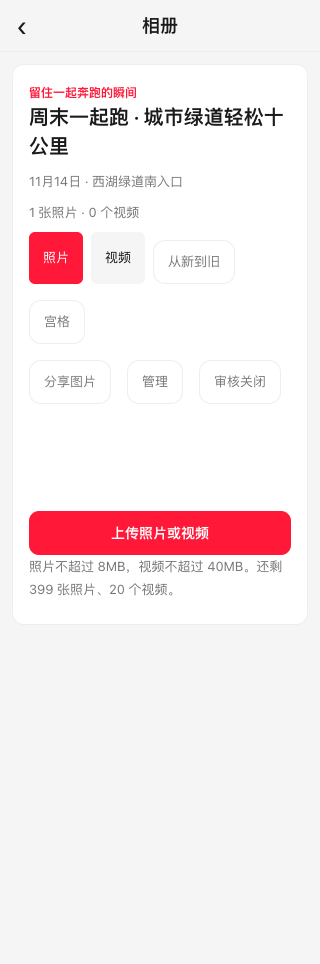 ‹ 相册
留住一起奔跑的瞬间
周末一起跑 · 城市绿道轻松十
公里
11月14日 · 西湖绿道南入口
1 张照片 · 0 个视频
照片 视频 从新到旧
宫格
分享图片 管理 审核关闭
上传照片或视频
照片不超过 8MB，视频不超过 40MB。还剩
399 张照片、20 个视频。